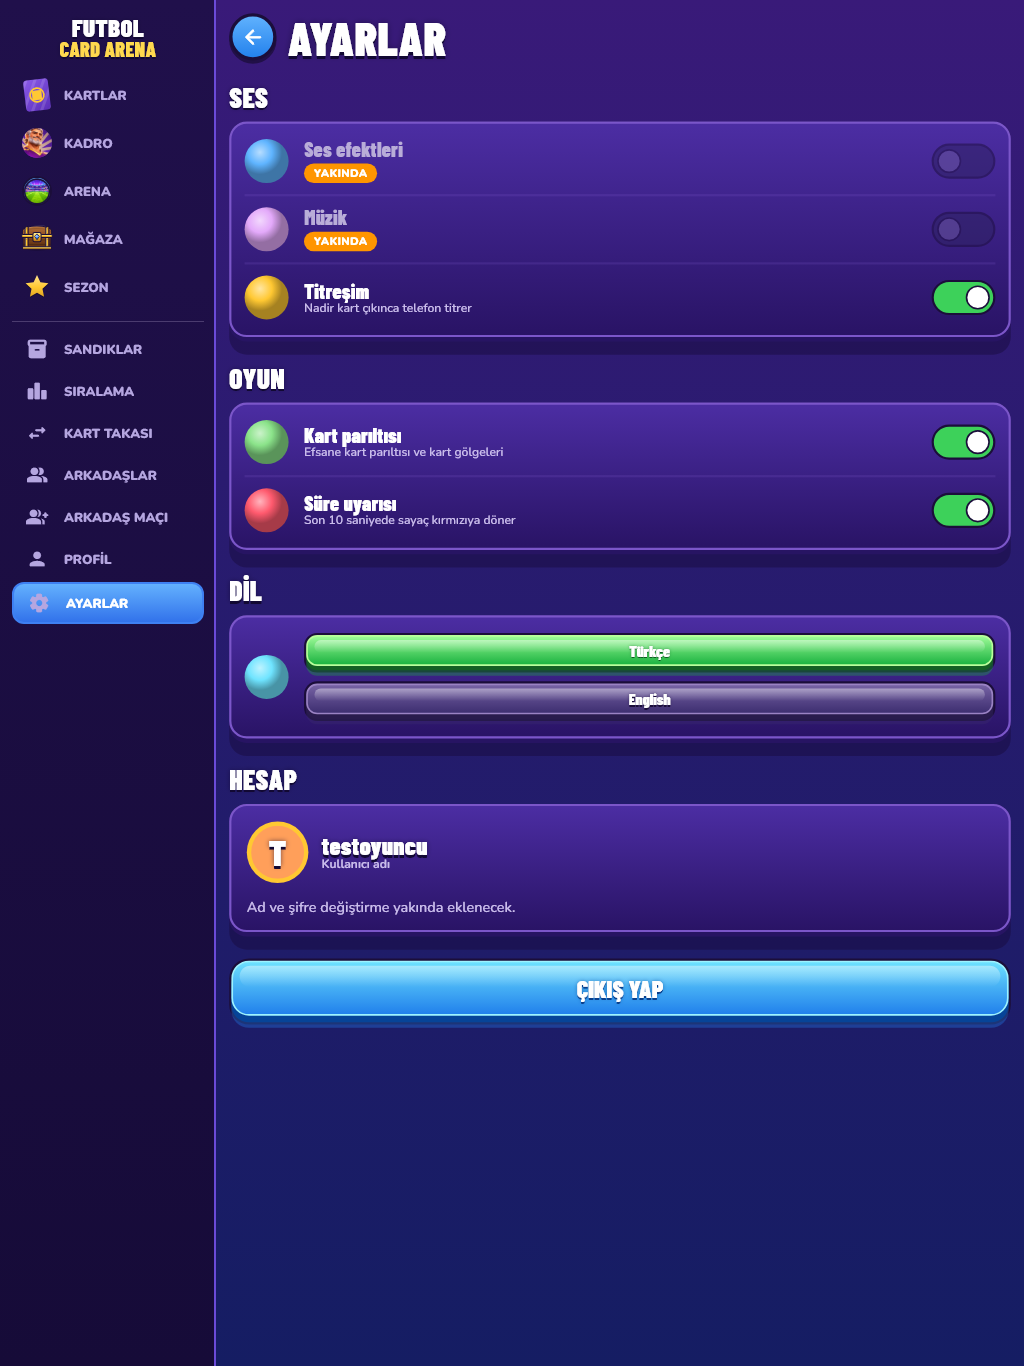 FUTBOL
CARD ARENA
KARTLAR
KADRO
ARENA
MAĞAZA
SEZON
SANDIKLAR
SIRALAMA
KART TAKASI
ARKADAŞLAR
ARKADAŞ MAÇI
PROFİL
AYARLAR
AYARLAR
SES
Ses efektleri
YAKINDA
Müzik
YAKINDA
Titreşim
Nadir kart çıkınca telefon titrer
OYUN
Kart parıltısı
Efsane kart parıltısı ve kart gölgeleri
Süre uyarısı
Son 10 saniyede sayaç kırmızıya döner
DİL
Türkçe
English
HESAP
T
testoyuncu
Kullanıcı adı
Ad ve şifre değiştirme yakında eklenecek.
ÇIKIŞ YAP